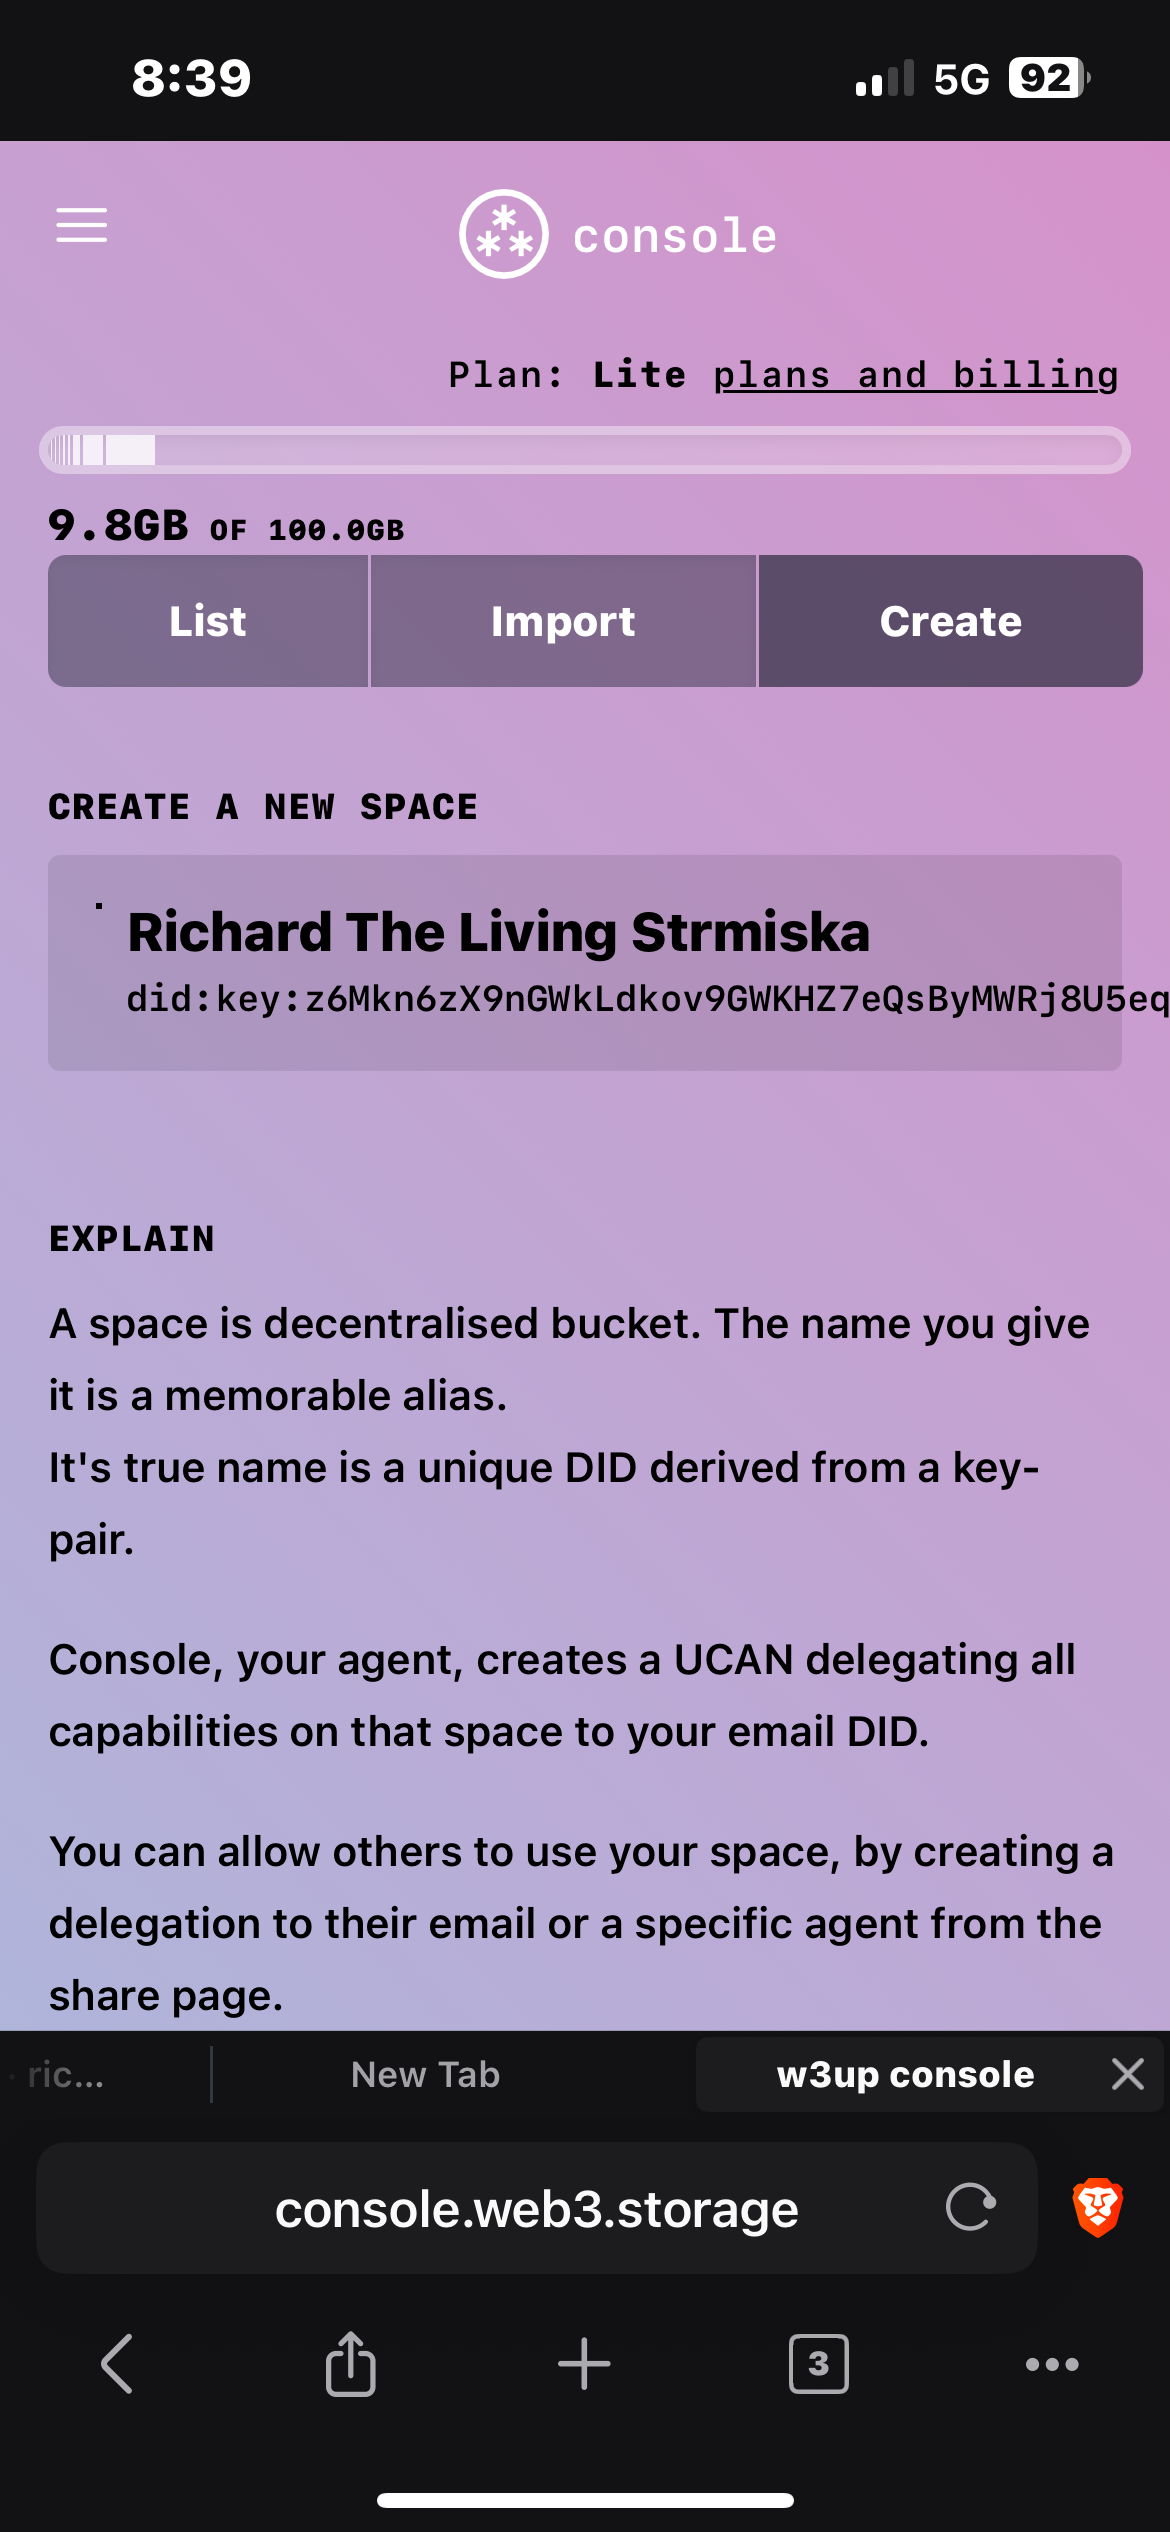 8:39
5G 92
console
Plan: Lite plans and billing
9.8GB OF 100.0GB
List Import Create
CREATE A NEW SPACE
Richard The Living Strmiska
did:key:z6Mkn6zX9nGWkLdkov9GWKHZ7eQsByMWRj8U5eq
EXPLAIN
A space is decentralised bucket. The name you give
it is a memorable alias.
It's true name is a unique DID derived from a key-
pair.
Console, your agent, creates a UCAN delegating all
capabilities on that space to your email DID.
You can allow others to use your space, by creating a
delegation to their email or a specific agent from the
share page.
ric... New Tab w3up console
console.web3.storage
3